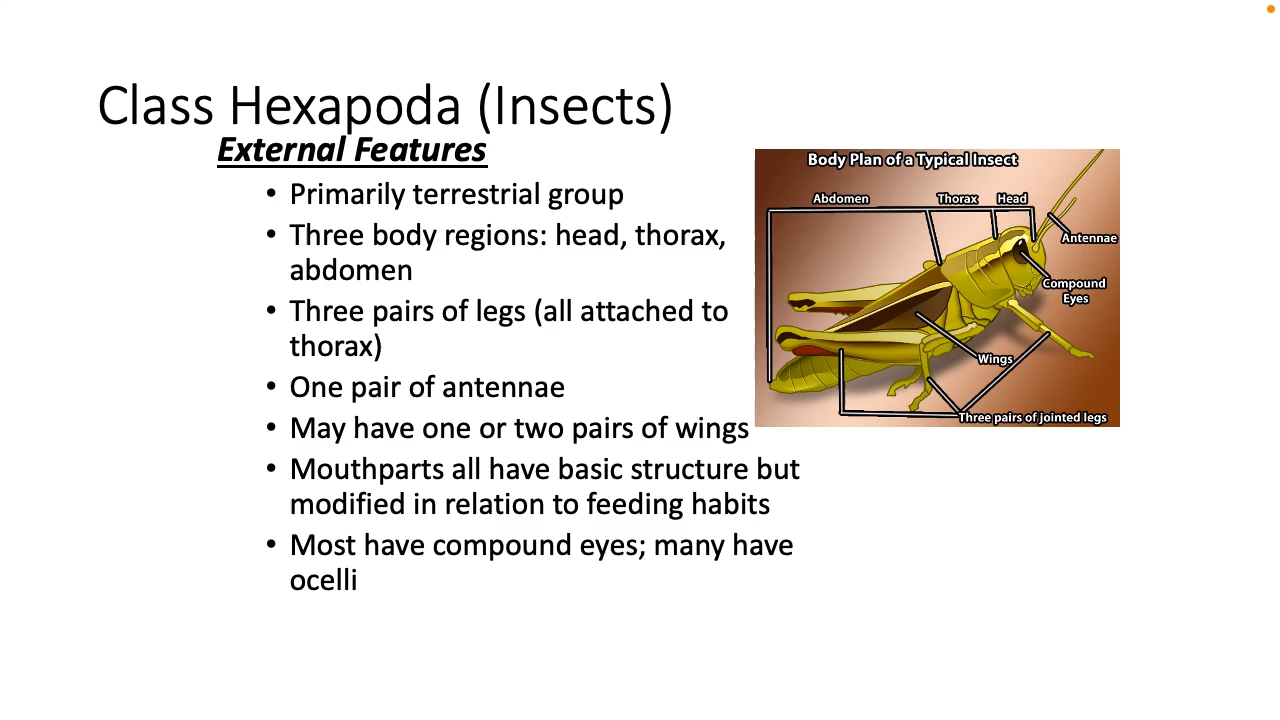 Class Hexapoda (Insects)
External Features
• Primarily terrestrial group
• Three body regions: head, thorax,
abdomen
• Three pairs of legs (all attached to
thorax)
• One pair of antennae
• May have one or two pairs of wings
• Mouthparts all have basic structure but
modified in relation to feeding habits
• Most have compound eyes; many have
ocelli
Body Plan of a Typical Insect
Abdomen
Thorax
Head
Antennae
Compound
Eyes
Wings
Three pairs of jointed legs